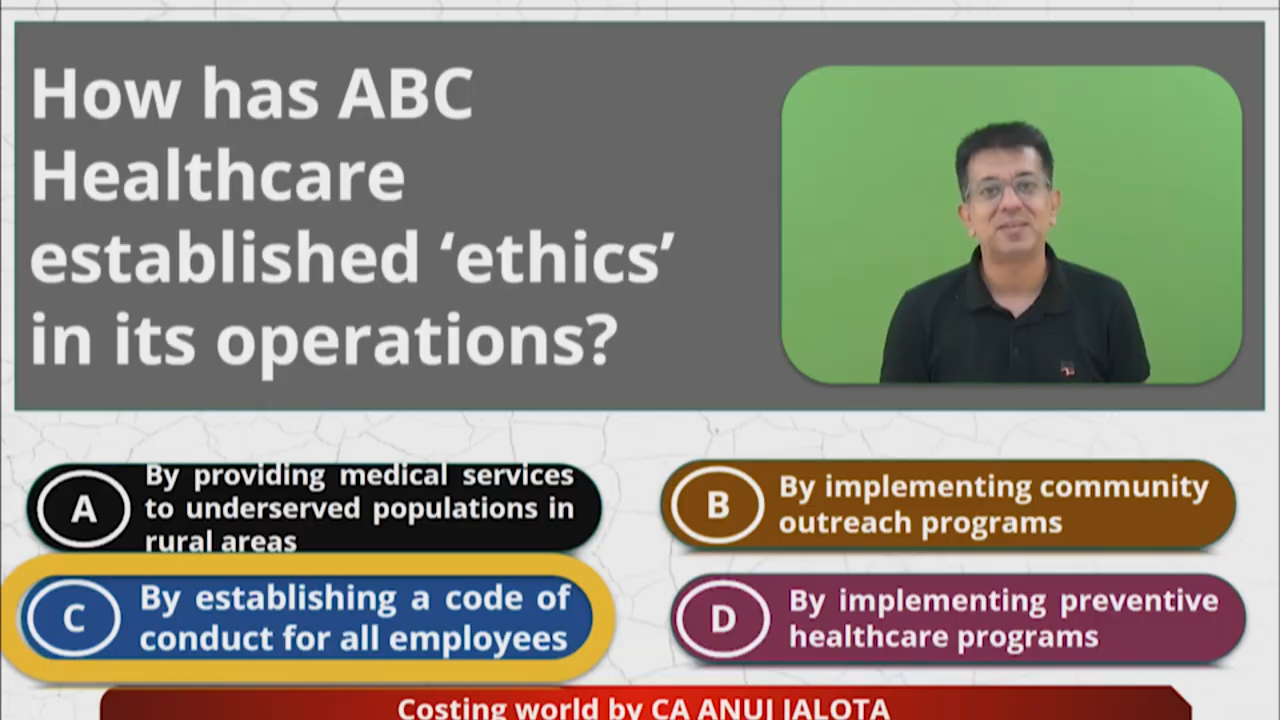 How has ABC
Healthcare
established ‘ethics’
in its operations?
A
By providing medical services
to underserved populations in
rural areas
B
By implementing community
outreach programs
C
By establishing a code of
conduct for all employees
D
By implementing preventive
healthcare programs
Costing world by CA ANUJ JALOTA